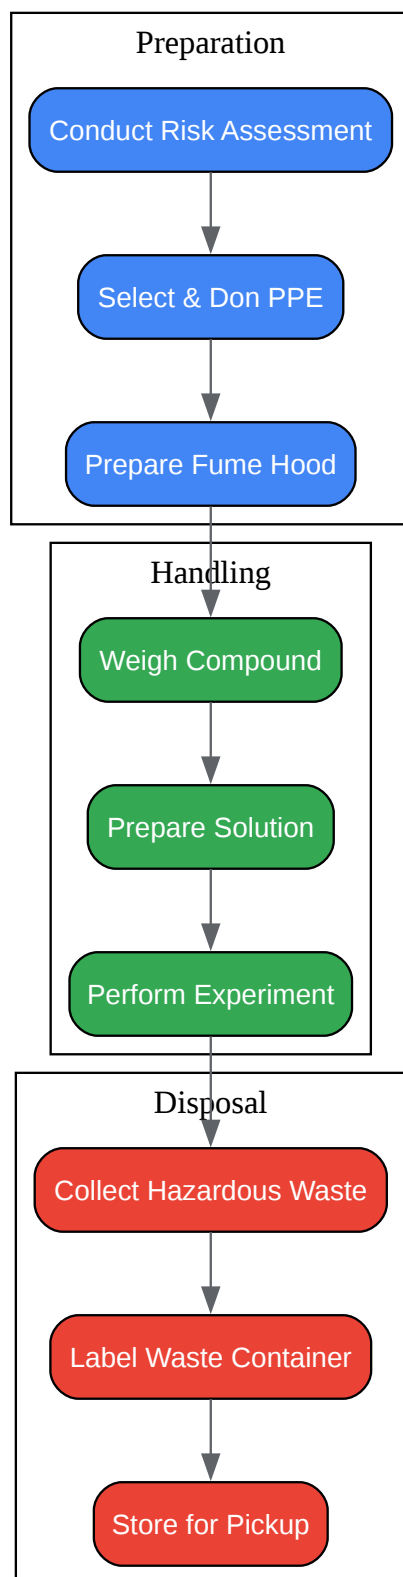 Preparation
Conduct Risk Assessment
Select & Don PPE
Prepare Fume Hood
Handling
Weigh Compound
Prepare Solution
Perform Experiment
Disposal
Collect Hazardous Waste
Label Waste Container
Store for Pickup